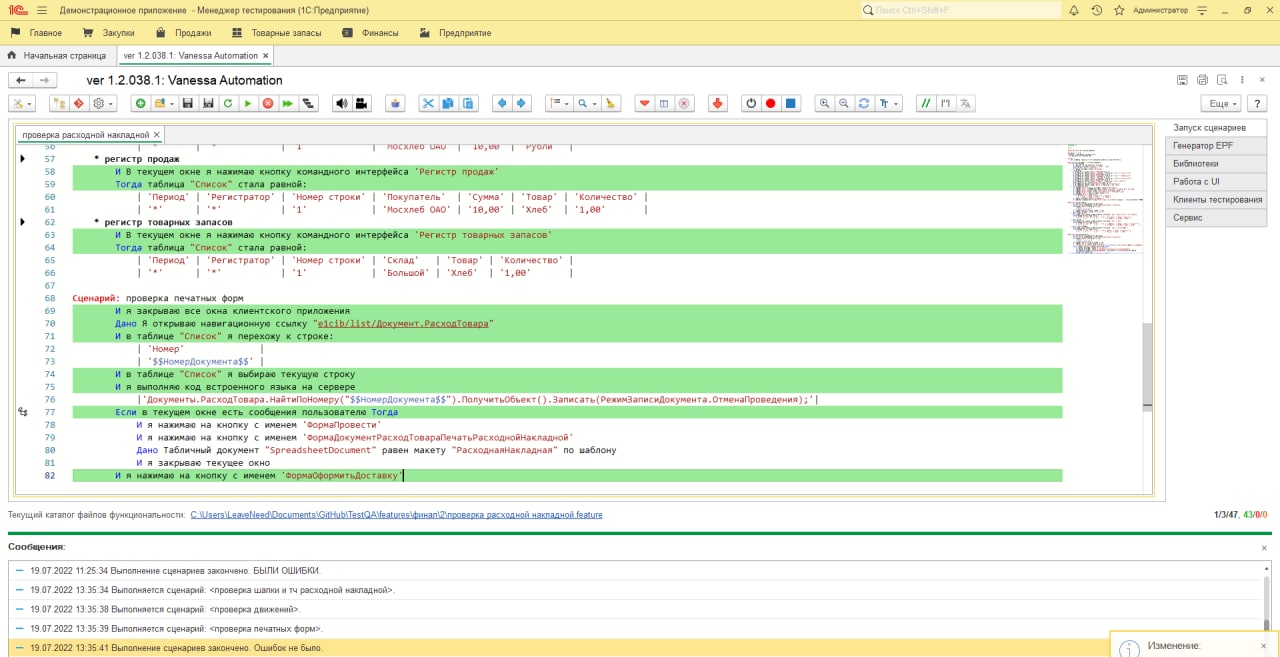 1С Демонстрационное приложение - Менеджер тестирования (1С:Предприятие)
Поиск Ctrl+Shift+F
Администратор
Главное Закупки Продажи Товарные запасы Финансы Предприятие
Начальная страница ver 1.2.038.1: Vanessa Automation ×
ver 1.2.038.1: Vanessa Automation
Еще ?
проверка расходной накладной ×
Запуск сценариев
Генератор EPF
Библиотеки
Работа с UI
Клиенты тестирования
Сервис
56 | '*' | '*' | '1' | 'Мосхлеб ОАО' | '10,00' | 'Рубли' |
57 * регистр продаж
58 И В текущем окне я нажимаю кнопку командного интерфейса 'Регистр продаж'
59 Тогда таблица "Список" стала равной:
60 | 'Период' | 'Регистратор' | 'Номер строки' | 'Покупатель' | 'Сумма' | 'Товар' | 'Количество' |
61 | '*' | '*' | '1' | 'Мосхлеб ОАО' | '10,00' | 'Хлеб' | '1,00' |
62 * регистр товарных запасов
63 И В текущем окне я нажимаю кнопку командного интерфейса 'Регистр товарных запасов'
64 Тогда таблица "Список" стала равной:
65 | 'Период' | 'Регистратор' | 'Номер строки' | 'Склад' | 'Товар' | 'Количество' |
66 | '*' | '*' | '1' | 'Большой' | 'Хлеб' | '1,00' |
67
68 Сценарий: проверка печатных форм
69 И я закрываю все окна клиентского приложения
70 Дано Я открываю навигационную ссылку "e1cib/list/Документ.РасходТовара"
71 И в таблице "Список" я перехожу к строке:
72 | 'Номер' |
73 | '$$НомерДокумента$$' |
74 И в таблице "Список" я выбираю текущую строку
75 И я выполняю код встроенного языка на сервере
76 |'Документы.РасходТовара.НайтиПоНомеру("$$НомерДокумента$$").ПолучитьОбъект().Записать(РежимЗаписиДокумента.ОтменаПроведения);'|
77 Если в текущем окне есть сообщения пользователю Тогда
78 И я нажимаю на кнопку с именем 'ФормаПровести'
79 И я нажимаю на кнопку с именем 'ФормаДокументРасходТовараПечатьРасходнойНакладной'
80 Дано Табличный документ "SpreadsheetDocument" равен макету "РасходнаяНакладная" по шаблону
81 И я закрываю текущее окно
82 И я нажимаю на кнопку с именем 'ФормаОформитьДоставку'
Текущий каталог файлов функциональности: C:\Users\LeaveNeed\Documents\GitHub\TestQA\features\финал\2\проверка расходной накладной.feature
1/3/47, 43/0/0
Сообщения:
19.07.2022 11:25:34 Выполнение сценариев закончено. БЫЛИ ОШИБКИ.
19.07.2022 13:35:34 Выполняется сценарий: <проверка шапки и тч расходной накладной>.
19.07.2022 13:35:38 Выполняется сценарий: <проверка движений>.
19.07.2022 13:35:39 Выполняется сценарий: <проверка печатных форм>.
19.07.2022 13:35:41 Выполнение сценариев закончено. Ошибок не было.
Изменение: